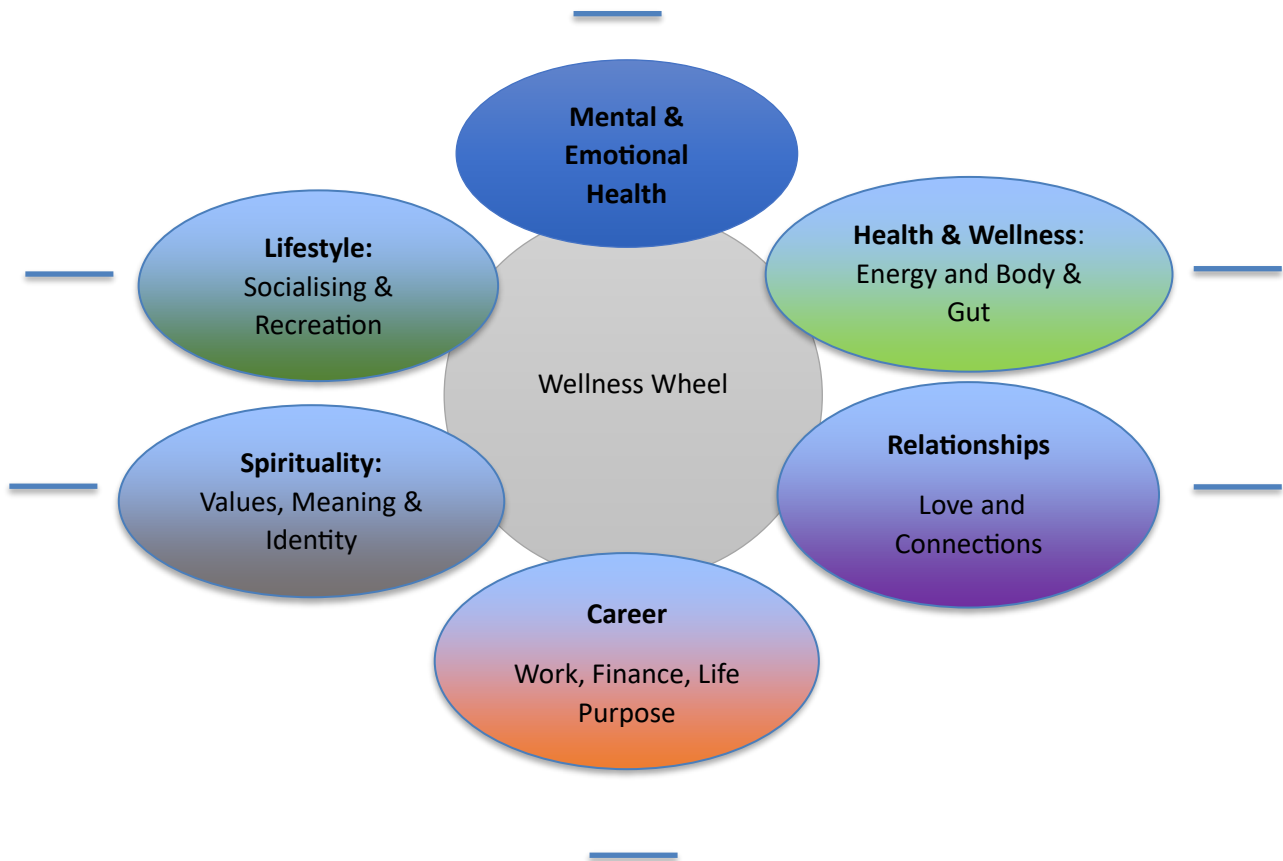 Mental &
Emotional
Health
Lifestyle:
Socialising &
Recreation
Health & Wellness:
Energy and Body &
Gut
Wellness Wheel
Spirituality:
Values, Meaning &
Identity
Relationships
Love and
Connections
Career
Work, Finance, Life
Purpose